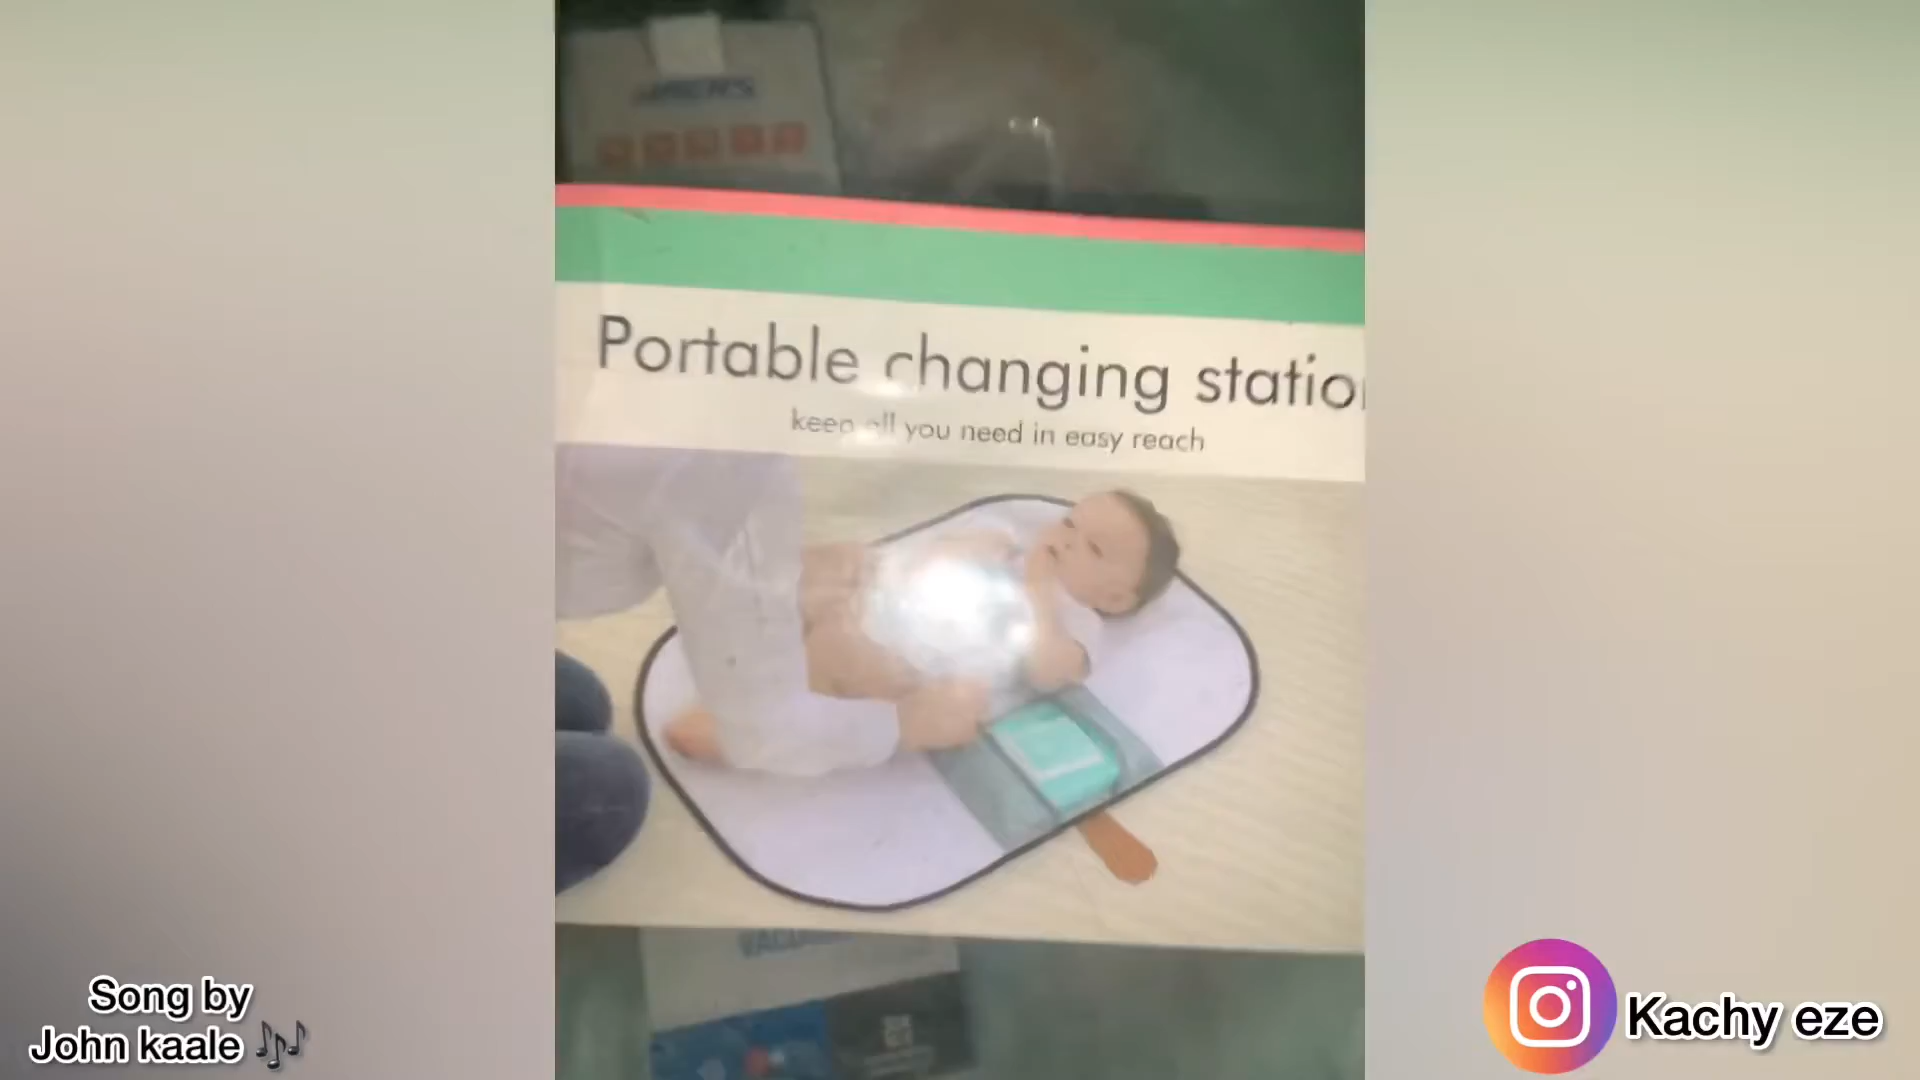 Portable changing statio
keep all you need in easy reach
Song by
John kaale 🎶
Kachy eze